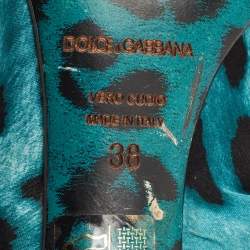 DOLCE & GABBANA
VERO CUOIO
MADE IN ITALY
38